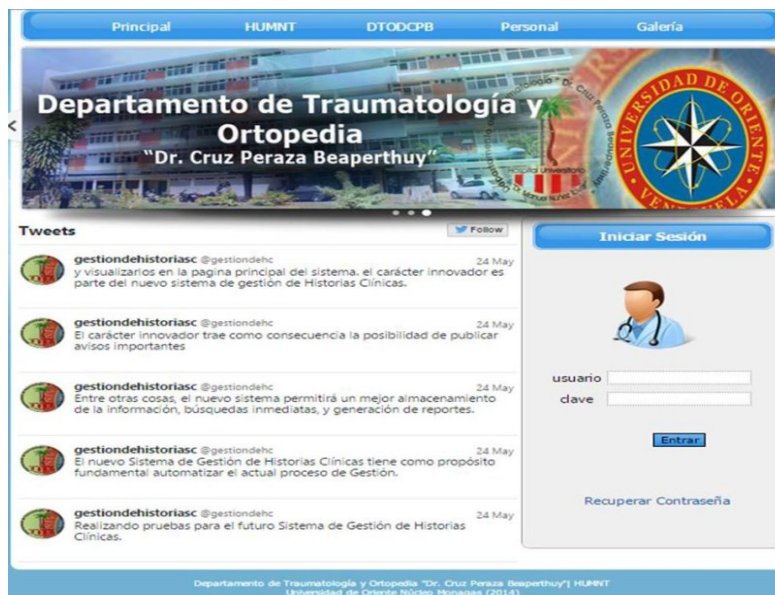 Principal HUMNT DTODCPB Personal Galería
Departamento de Traumatología y
Ortopedia
"Dr. Cruz Peraza Beaperthuy"
Hospital Universitario
UNIVERSIDAD DE ORIENTE
VENEZUELA
Tweets
Follow
gestiondehistoriasc @gestiondehc 24 May
y visualizarlos en la pagina principal del sistema. el carácter innovador es
parte del nuevo sistema de gestión de Historias Clínicas.
gestiondehistoriasc @gestiondehc 24 May
El carácter innovador trae como consecuencia la posibilidad de publicar
avisos importantes
gestiondehistoriasc @gestiondehc 24 May
Entre otras cosas, el nuevo sistema permitirá un mejor almacenamiento
de la información, búsquedas inmediatas, y generación de reportes.
gestiondehistoriasc @gestiondehc 24 May
El nuevo Sistema de Gestión de Historias Clínicas tiene como propósito
fundamental automatizar el actual proceso de Gestión.
gestiondehistoriasc @gestiondehc 24 May
Realizando pruebas para el futuro Sistema de Gestión de Historias
Clínicas.
Iniciar Sesión
usuario
clave
Entrar
Recuperar Contraseña
Departamento de Traumatología y Ortopedia "Dr. Cruz Peraza Beaperthuy"| HUMNT
Universidad de Oriente Núcleo Monagas (2014)